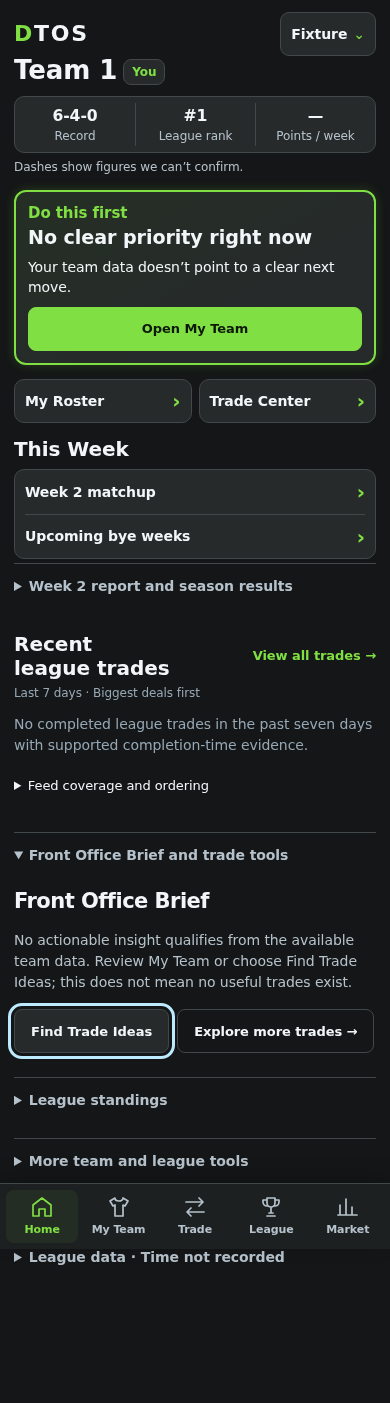 DTOS
Fixture
Team 1 You
6-4-0
Record
#1
League rank
—
Points / week
Dashes show figures we can’t confirm.
Do this first
No clear priority right now
Your team data doesn’t point to a clear next
move.
Open My Team
My Roster
Trade Center
This Week
Week 2 matchup
Upcoming bye weeks
Week 2 report and season results
Recent
league trades
View all trades →
Last 7 days · Biggest deals first
No completed league trades in the past seven days
with supported completion-time evidence.
Feed coverage and ordering
Front Office Brief and trade tools
Front Office Brief
No actionable insight qualifies from the available
team data. Review My Team or choose Find Trade
Ideas; this does not mean no useful trades exist.
Find Trade Ideas
Explore more trades →
League standings
More team and league tools
Home
My Team
Trade
League
Market
League data · Time not recorded